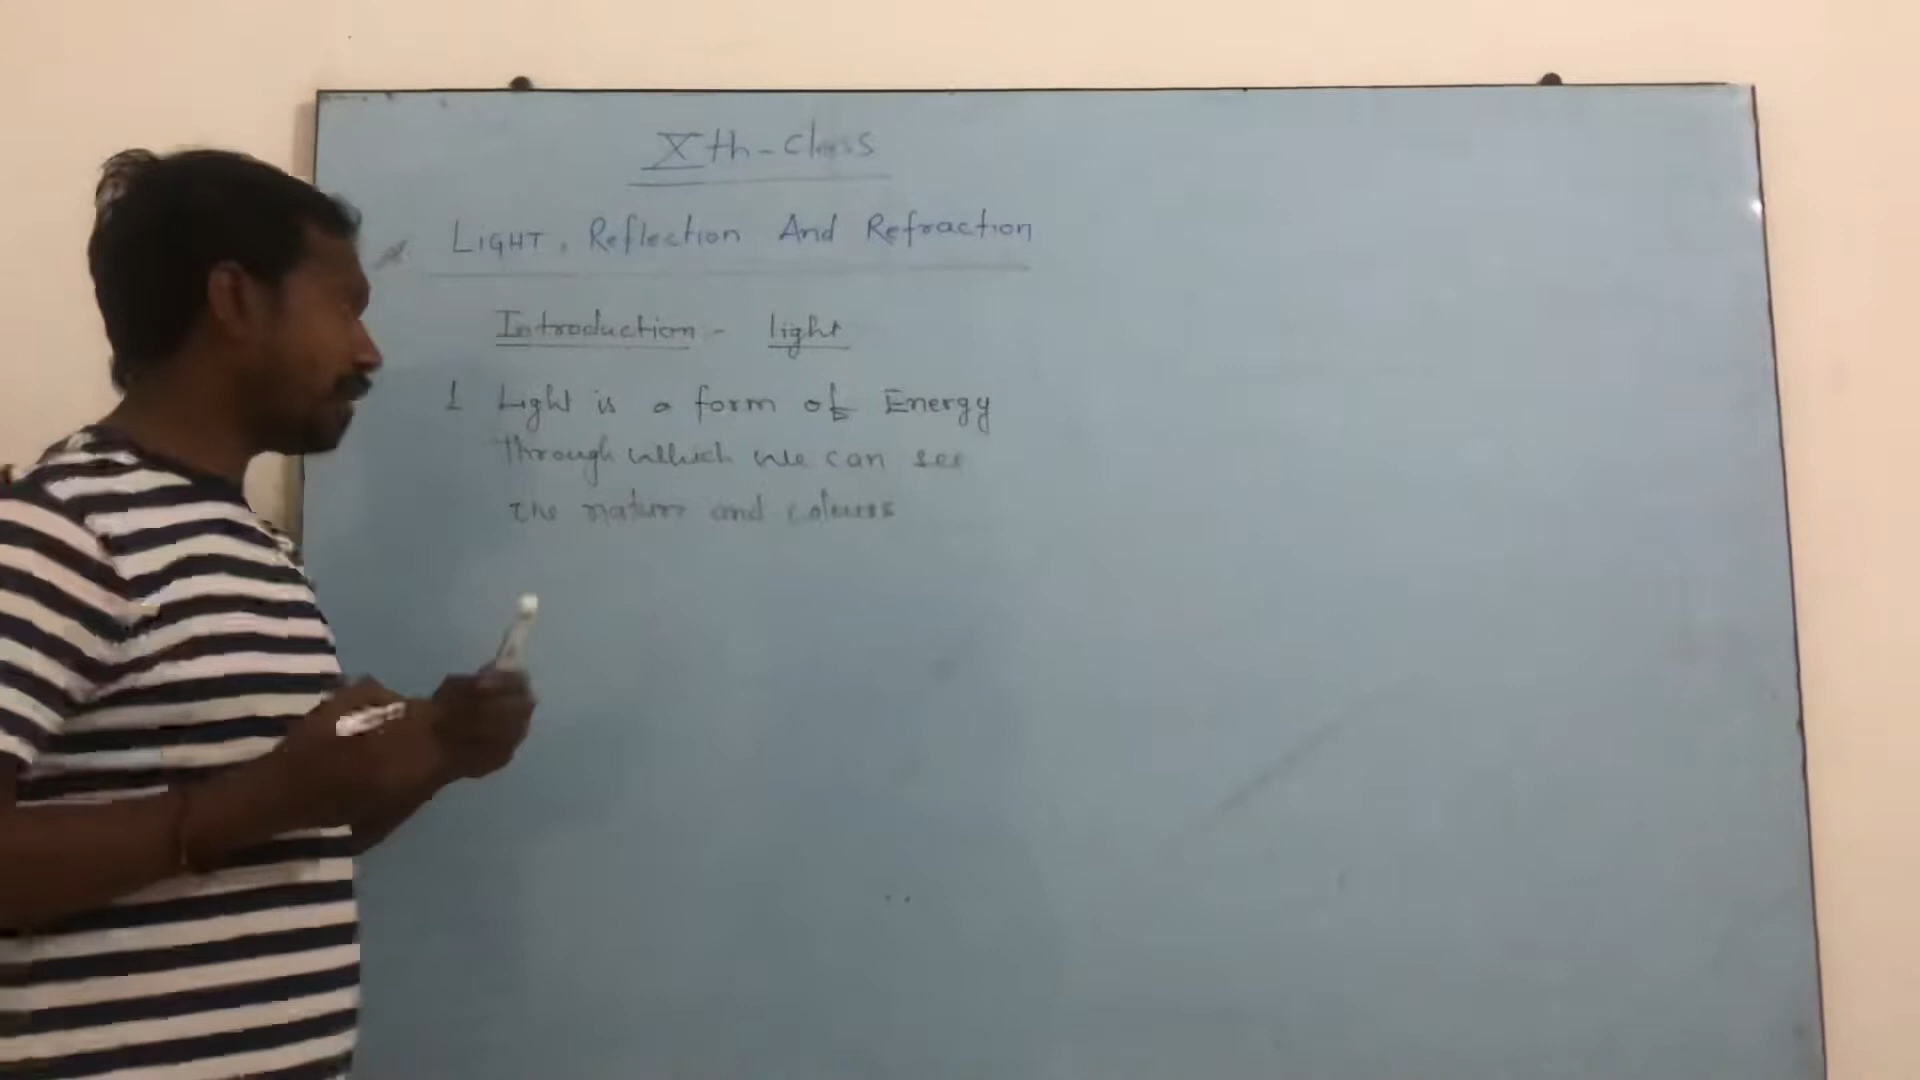 Xth - class
LIGHT, Reflection And Refraction
Introduction - light
1 Light is a form of Energy
through which we can see
the nature and colours